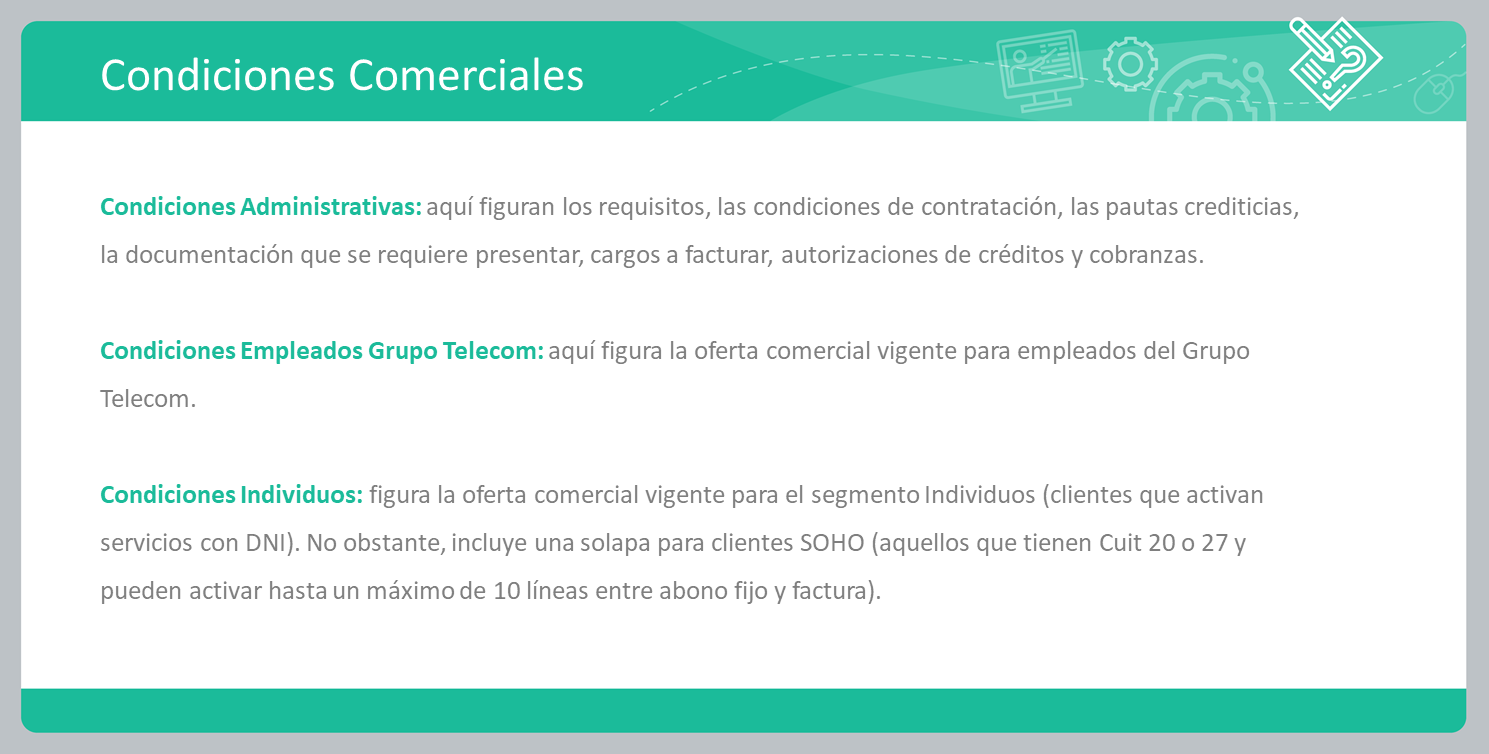 Condiciones Comerciales
Condiciones Administrativas: aquí figuran los requisitos, las condiciones de contratación, las pautas crediticias,
la documentación que se requiere presentar, cargos a facturar, autorizaciones de créditos y cobranzas.
Condiciones Empleados Grupo Telecom: aquí figura la oferta comercial vigente para empleados del Grupo
Telecom.
Condiciones Individuos: figura la oferta comercial vigente para el segmento Individuos (clientes que activan
servicios con DNI). No obstante, incluye una solapa para clientes SOHO (aquellos que tienen Cuit 20 o 27 y
pueden activar hasta un máximo de 10 líneas entre abono fijo y factura).